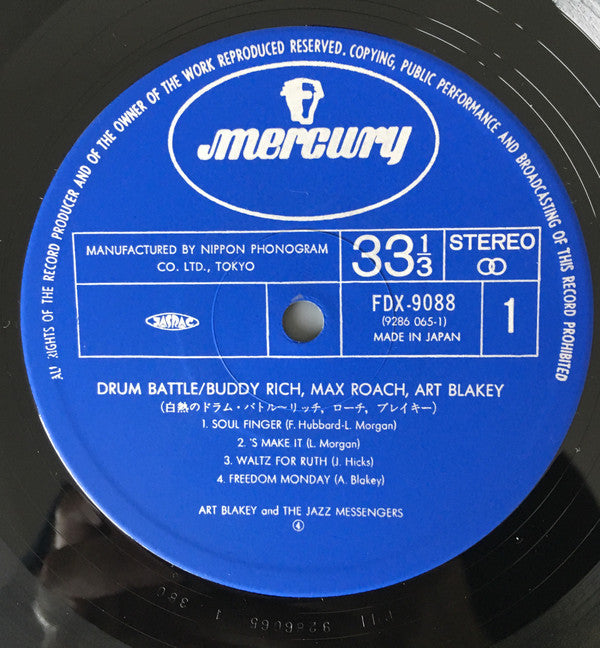 ALL RIGHTS OF THE RECORD PRODUCER AND OF THE OWNER OF THE WORK REPRODUCED RESERVED. COPYING, PUBLIC PERFORMANCE AND BROADCASTING OF THIS RECORD PROHIBITED
mercury
MANUFACTURED BY NIPPON PHONOGRAM
CO. LTD., TOKYO
33 1/3
STEREO
JASRAC
FDX-9088
(9286 065-1)
MADE IN JAPAN
1
DRUM BATTLE/BUDDY RICH, MAX ROACH, ART BLAKEY
(白熱のドラム・バトル〜リッチ, ローチ, ブレイキー)
1. SOUL FINGER (F. Hubbard-L. Morgan)
2. 'S MAKE IT (L. Morgan)
3. WALTZ FOR RUTH (J. Hicks)
4. FREEDOM MONDAY (A. Blakey)
ART BLAKEY and THE JAZZ MESSENGERS
④